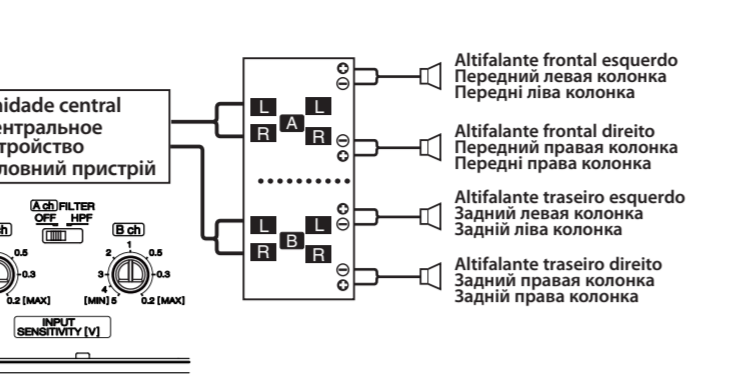 Altifalante frontal esquerdo
Передний левая колонка
Передні ліва колонка
nidade central
ентральное
тройство
ловний пристрій
L L
R A R
Altifalante frontal direito
Передний правая колонка
Передні права колонка
Altifalante traseiro esquerdo
Задний левая колонка
Задній ліва колонка
L L
R B R
Altifalante traseiro direito
Задний правая колонка
Задній права колонка
A ch FILTER
OFF HPF
ch B ch
0.5 2 1 0.5
0.3 3 0.3
4
0.2 [MAX] [MIN] 5 0.2 [MAX]
INPUT
SENSITIVITY [V]